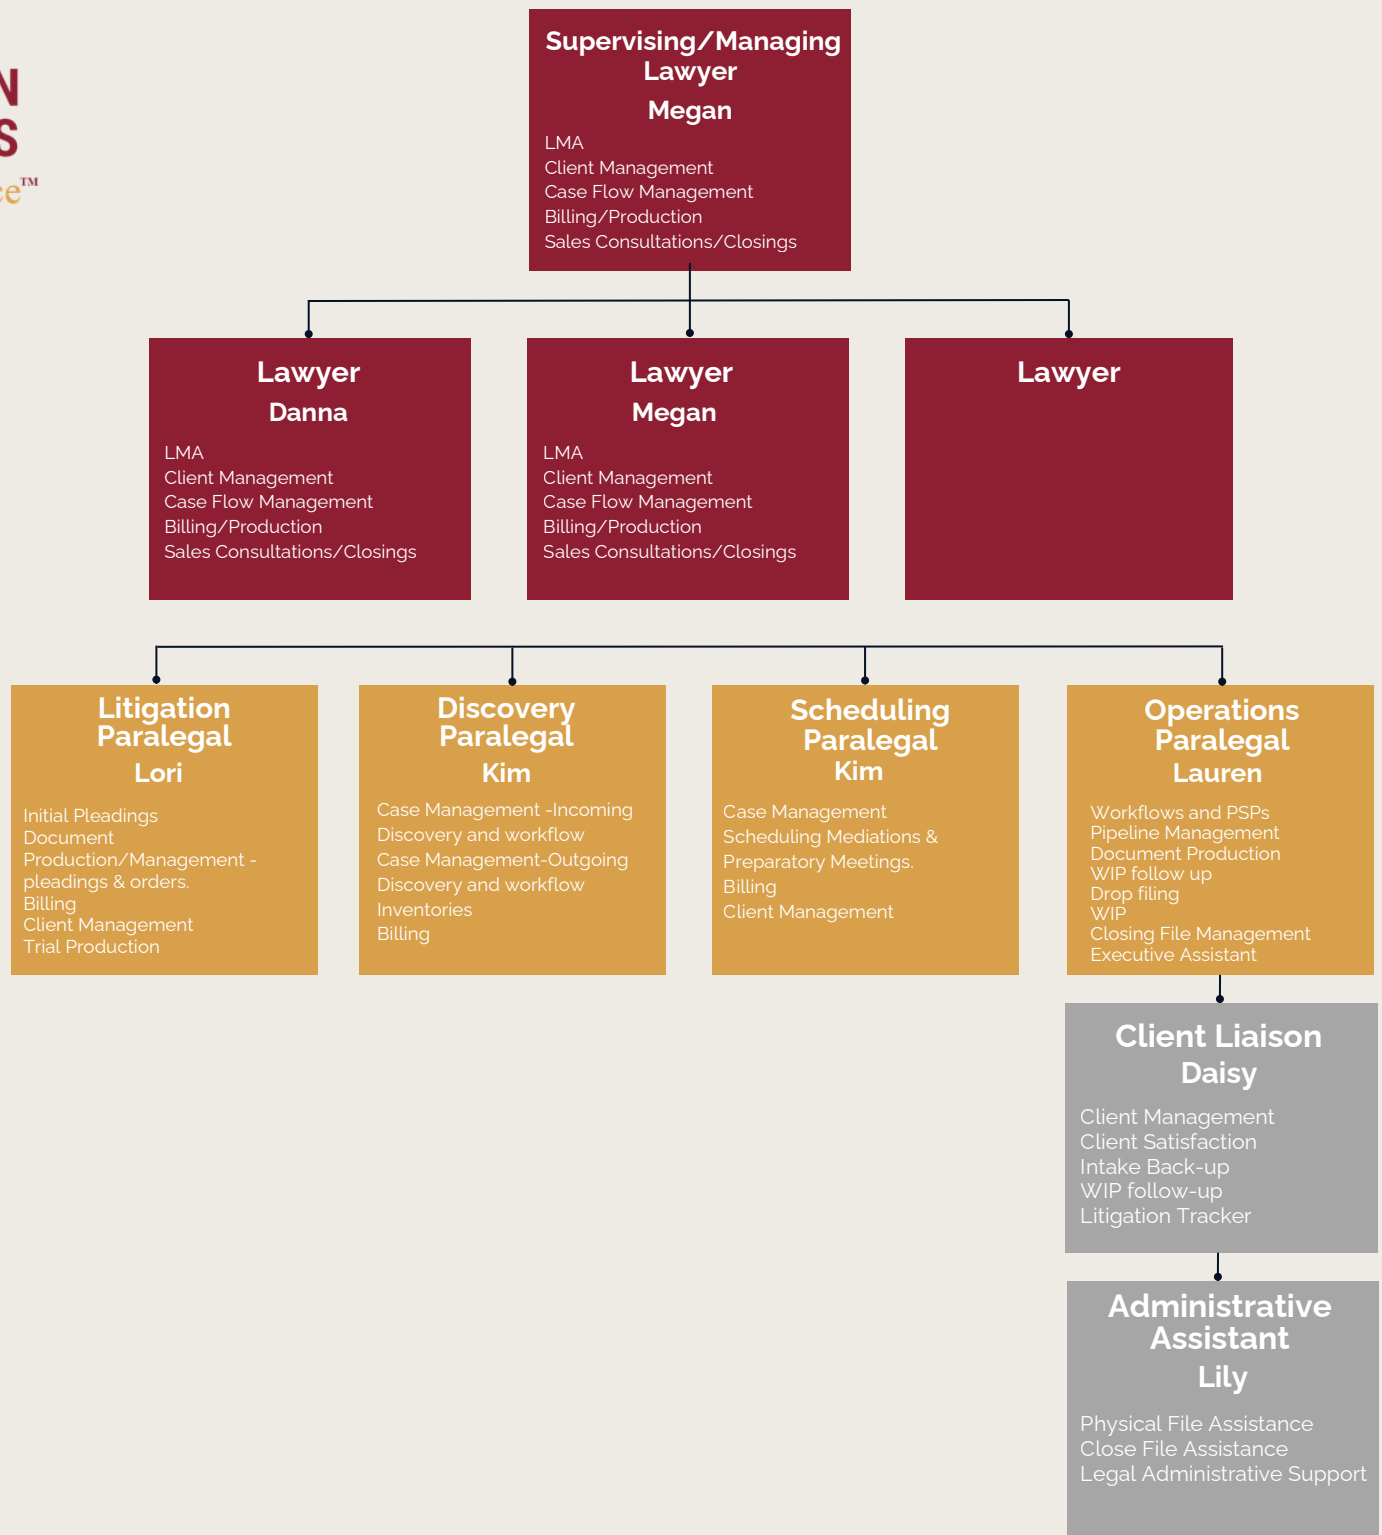 N
S
ce™
Supervising/Managing
Lawyer
Megan
LMA
Client Management
Case Flow Management
Billing/Production
Sales Consultations/Closings
Lawyer
Danna
LMA
Client Management
Case Flow Management
Billing/Production
Sales Consultations/Closings
Lawyer
Megan
LMA
Client Management
Case Flow Management
Billing/Production
Sales Consultations/Closings
Lawyer
Litigation
Paralegal
Lori
Initial Pleadings
Document
Production/Management -
pleadings & orders.
Billing
Client Management
Trial Production
Discovery
Paralegal
Kim
Case Management -Incoming
Discovery and workflow
Case Management-Outgoing
Discovery and workflow
Inventories
Billing
Scheduling
Paralegal
Kim
Case Management
Scheduling Mediations &
Preparatory Meetings.
Billing
Client Management
Operations
Paralegal
Lauren
Workflows and PSPs
Pipeline Management
Document Production
WIP follow up
Drop filing
WIP
Closing File Management
Executive Assistant
Client Liaison
Daisy
Client Management
Client Satisfaction
Intake Back-up
WIP follow-up
Litigation Tracker
Administrative
Assistant
Lily
Physical File Assistance
Close File Assistance
Legal Administrative Support